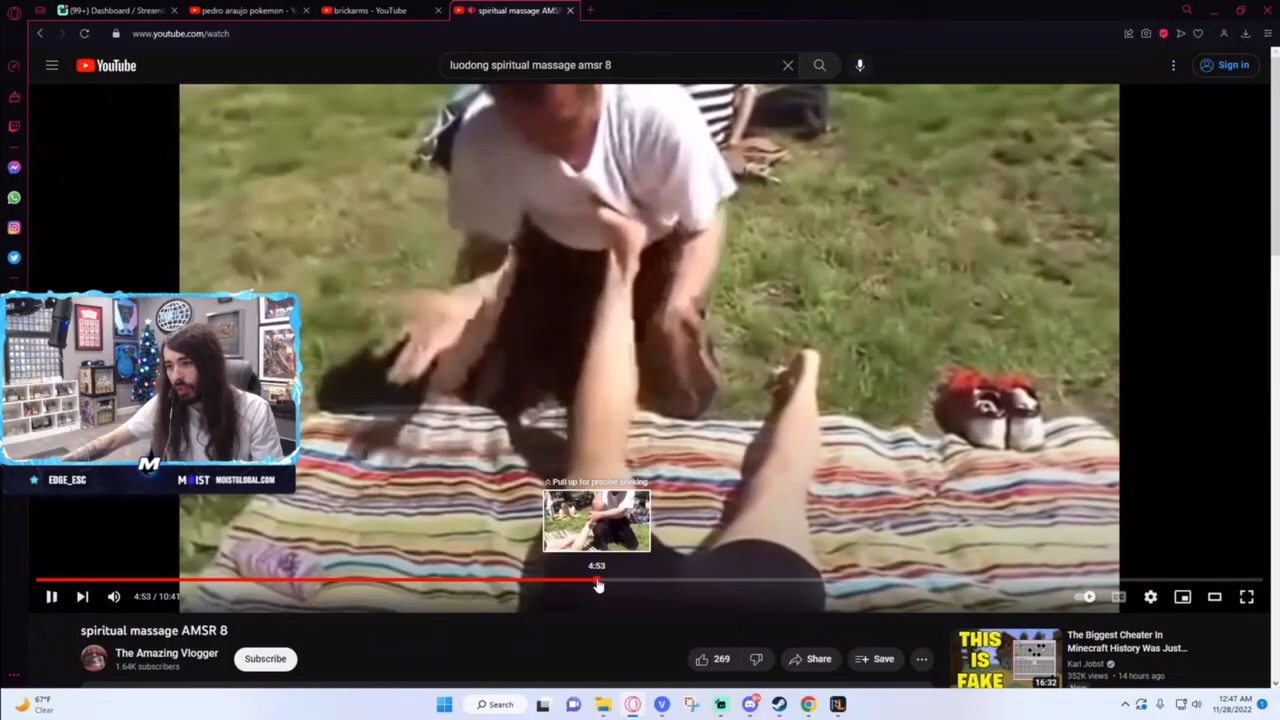 (99+) Dashboard / Streaml
pedro araujo pokemon - Yo
brickarms - YouTube
spiritual massage AMSR
www.youtube.com/watch
YouTube
luodong spiritual massage amsr 8
Sign in
EDGE_ESC
M
MOIST
MOISTGLOBAL.COM
Pull up for precise seeking
4:53
4:53 / 10:41
spiritual massage AMSR 8
The Amazing Vlogger
1.64K subscribers
Subscribe
269
Share
Save
THIS
IS
FAKE
16:32
The Biggest Cheater In
Minecraft History Was Just...
Karl Jobst
352K views • 14 hours ago
New
67°F
Clear
Search
12:47 AM
11/28/2022